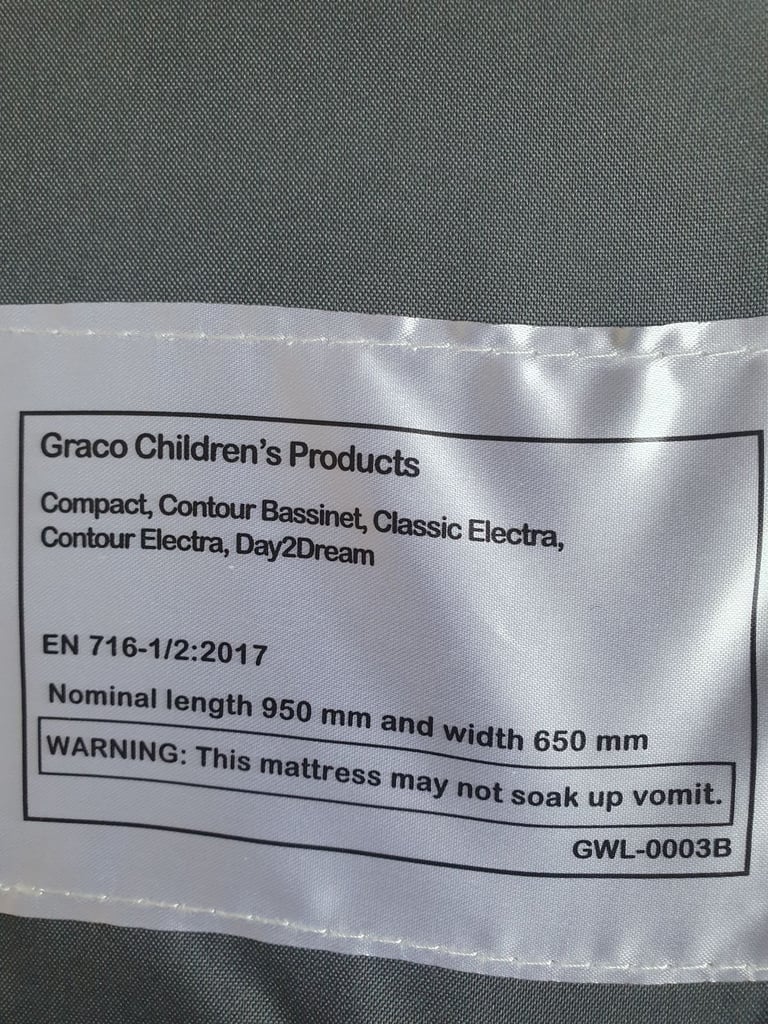 Graco Children's Products
Compact, Contour Bassinet, Classic Electra,
Contour Electra, Day2Dream
EN 716-1/2:2017
Nominal length 950 mm and width 650 mm
WARNING: This mattress may not soak up vomit.
GWL-0003B